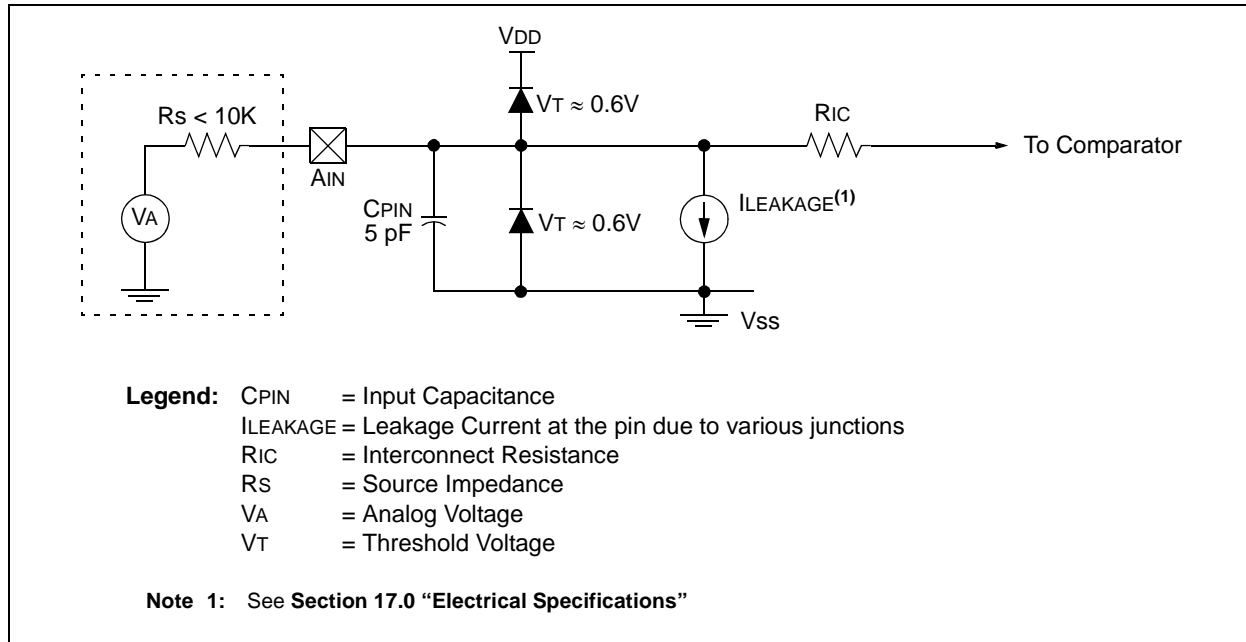 VDD
VT ≈ 0.6V
RS < 10K
RIC
To Comparator
AIN
VA
CPIN
5 pF
VT ≈ 0.6V
ILEAKAGE(1)
VSS
Legend: CPIN = Input Capacitance
ILEAKAGE = Leakage Current at the pin due to various junctions
RIC = Interconnect Resistance
RS = Source Impedance
VA = Analog Voltage
VT = Threshold Voltage
Note 1: See Section 17.0 “Electrical Specifications”